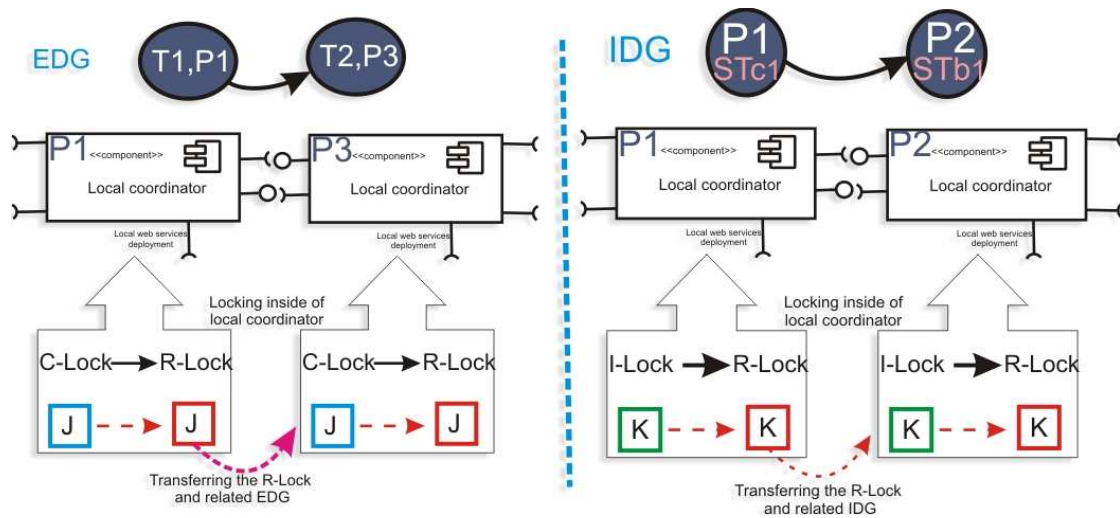 EDG
T1,P1
T2,P3
P1
<<component>>
Local coordinator
P3
<<component>>
Local coordinator
Local web services
deployment
Local web services
deployment
Locking inside of
local coordinator
C-Lock
R-Lock
C-Lock
R-Lock
J
J
J
J
Transferring the R-Lock
and related EDG
IDG
P1
STc1
P2
STb1
P1
<<component>>
Local coordinator
P2
<<component>>
Local coordinator
Local web services
deployment
Local web services
deployment
Locking inside of
local coordinator
I-Lock
R-Lock
I-Lock
R-Lock
K
K
K
K
Transferring the R-Lock
and related IDG